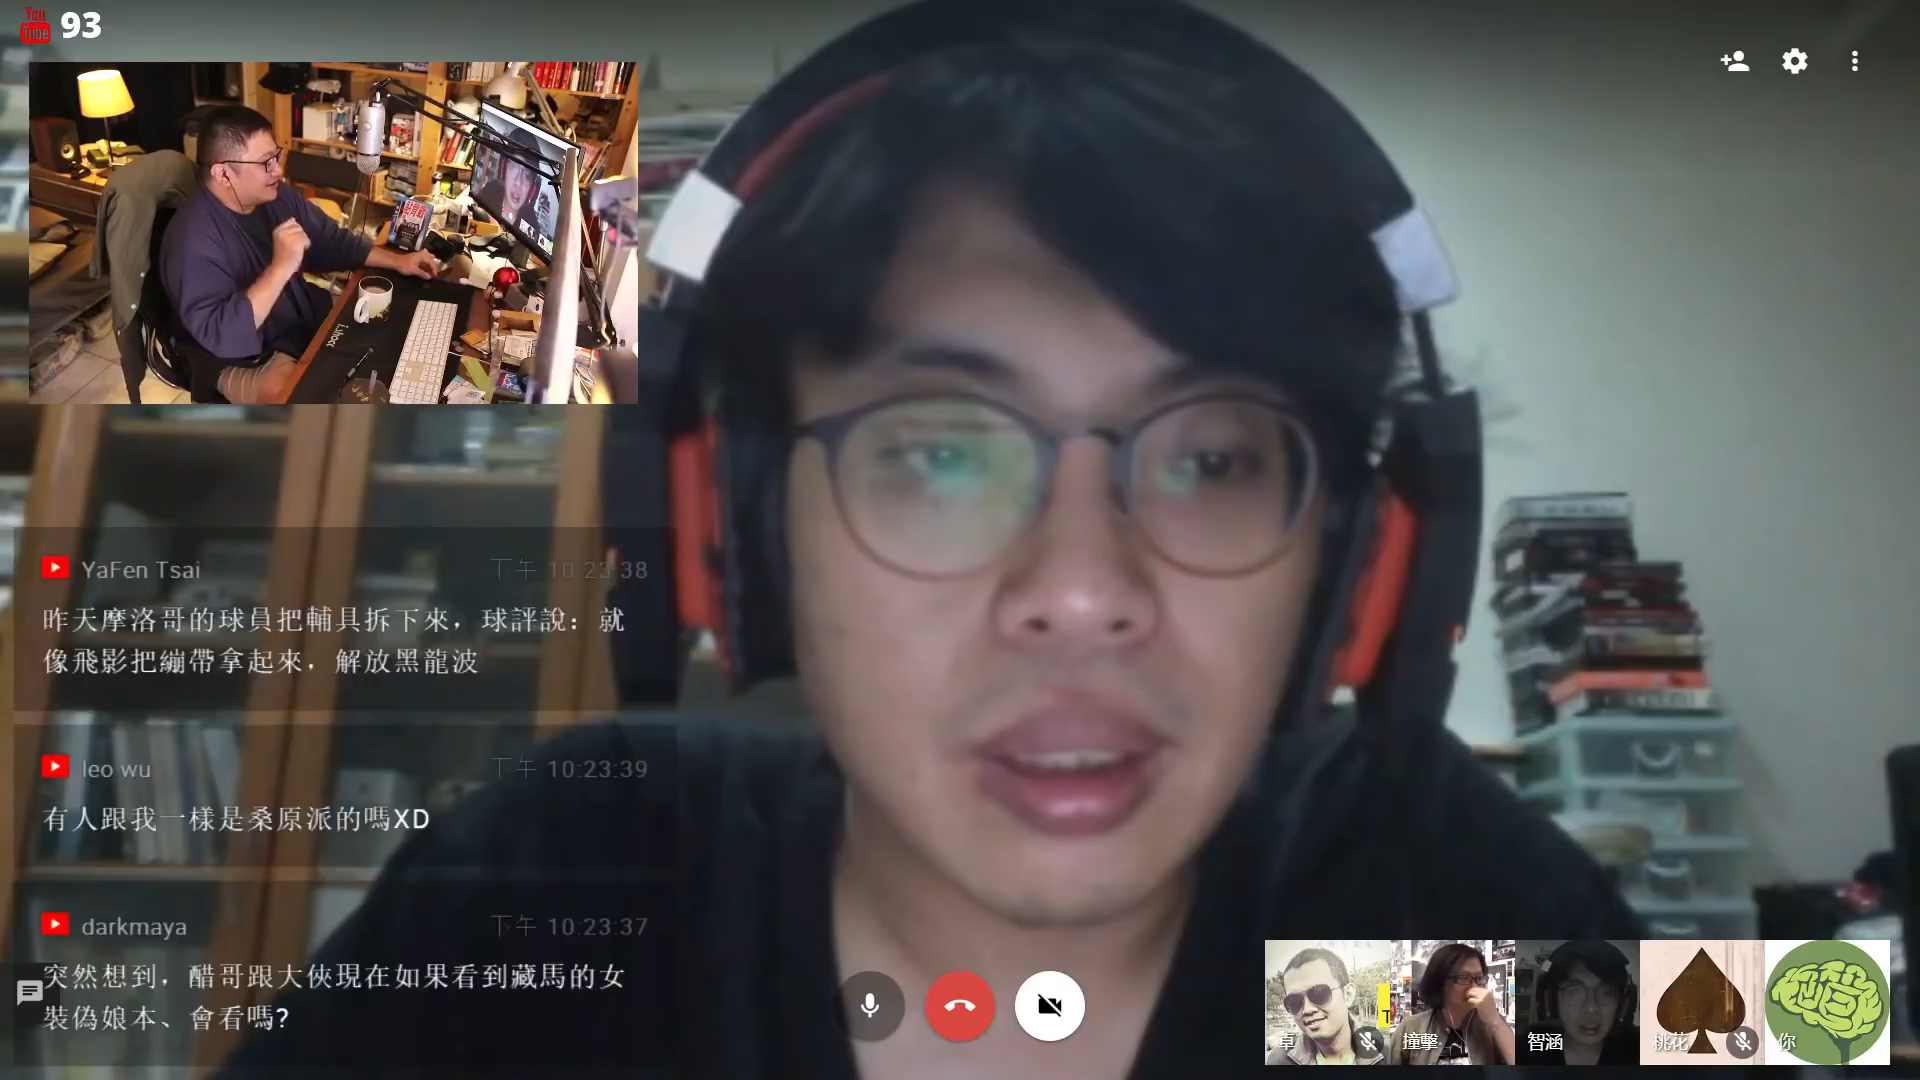 You
Tube 93
YaFen Tsai 下午 10:23:38
昨天摩洛哥的球員把輔具拆下來，球評說：就
像飛影把繃帶拿起來，解放黑龍波
leo wu 下午 10:23:39
有人跟我一樣是桑原派的嗎XD
darkmaya 下午 10:23:37
突然想到，醋哥跟大俠現在如果看到藏馬的女
裝偽娘本、會看嗎?
卓 撞擊 智涵 桃花 你